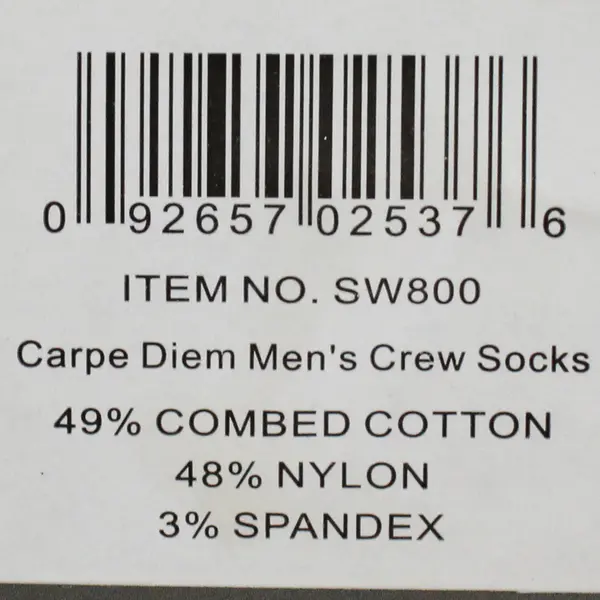 0 92657 02537 6
ITEM NO. SW800
Carpe Diem Men's Crew Socks
49% COMBED COTTON
48% NYLON
3% SPANDEX